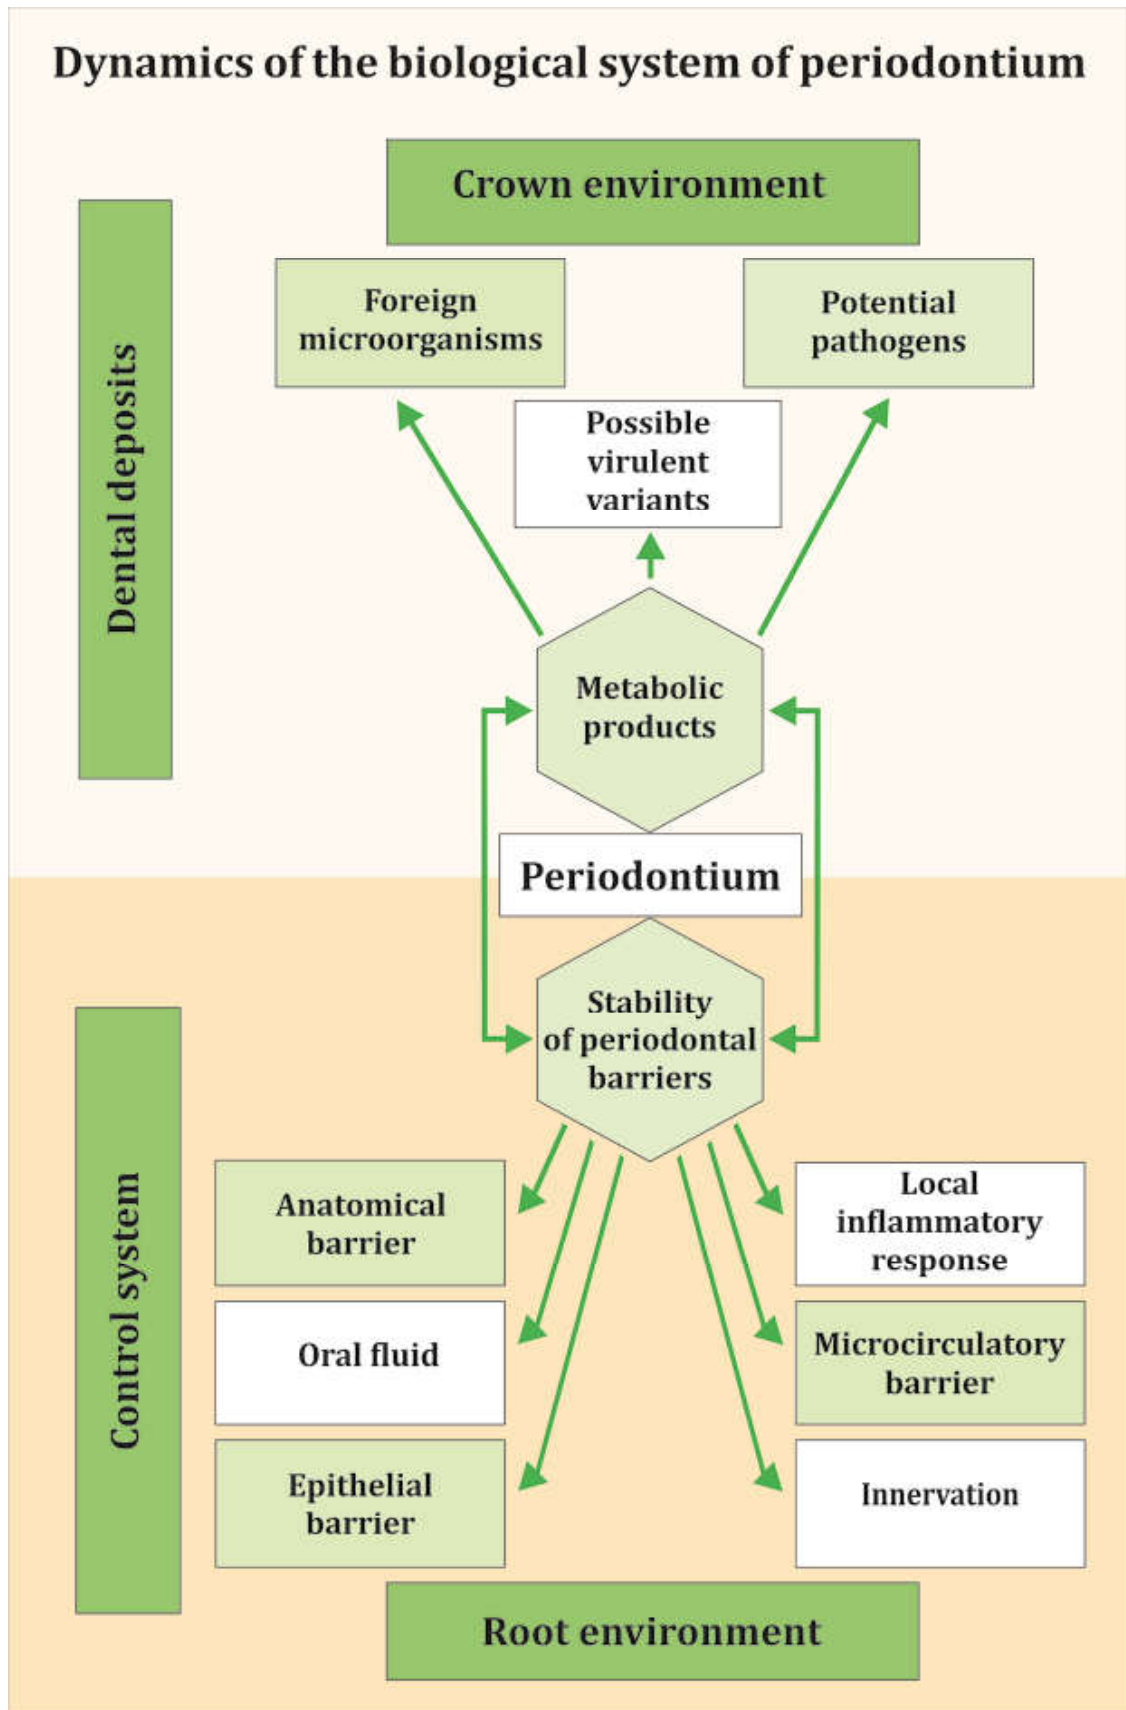 Dynamics of the biological system of periodontium
Crown environment
Dental deposits
Foreign
microorganisms
Potential
pathogens
Possible
virulent
variants
Metabolic
products
Periodontium
Stability
of periodontal
barriers
Control system
Anatomical
barrier
Local
inflammatory
response
Oral fluid
Microcirculatory
barrier
Epithelial
barrier
Innervation
Root environment